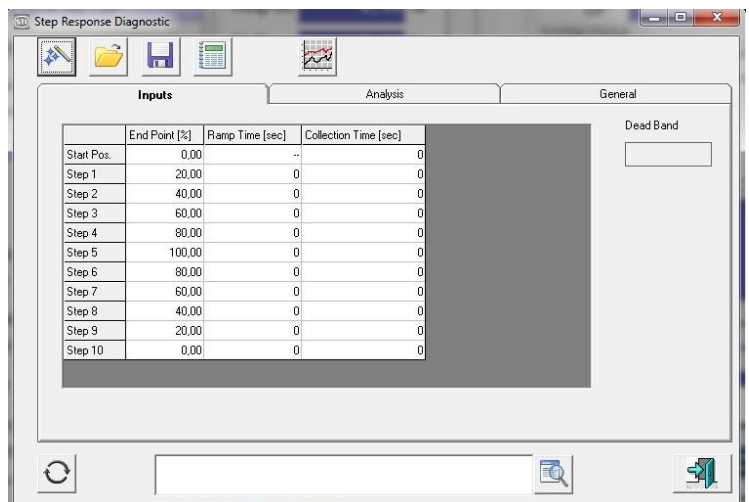 Step Response Diagnostic
Inputs Analysis General
Dead Band
End Point [%] Ramp Time [sec] Collection Time [sec]
Start Pos. 0,00 -- 0
Step 1 20,00 0 0
Step 2 40,00 0 0
Step 3 60,00 0 0
Step 4 80,00 0 0
Step 5 100,00 0 0
Step 6 80,00 0 0
Step 7 60,00 0 0
Step 8 40,00 0 0
Step 9 20,00 0 0
Step 10 0,00 0 0